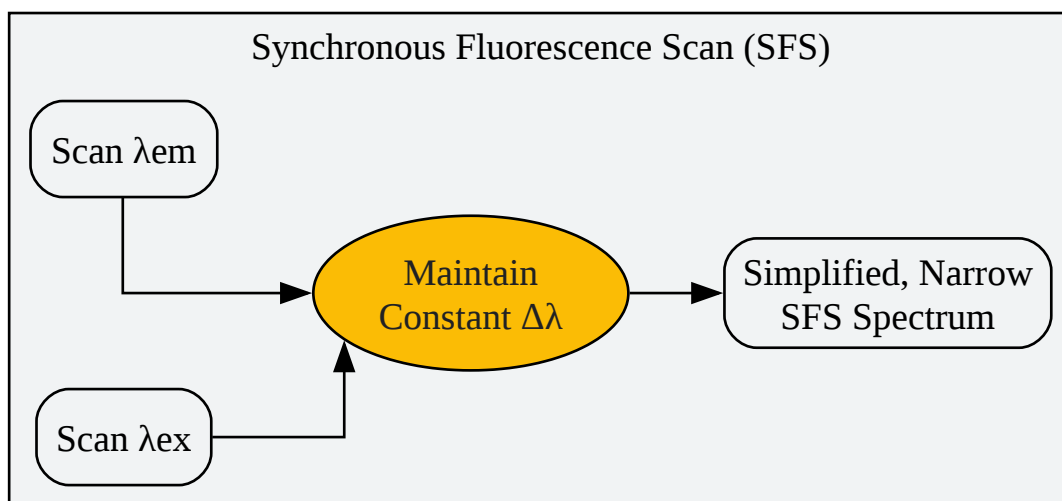 Synchronous Fluorescence Scan (SFS)
Scan λem
Maintain
Constant Δλ
Simplified, Narrow
SFS Spectrum
Scan λex